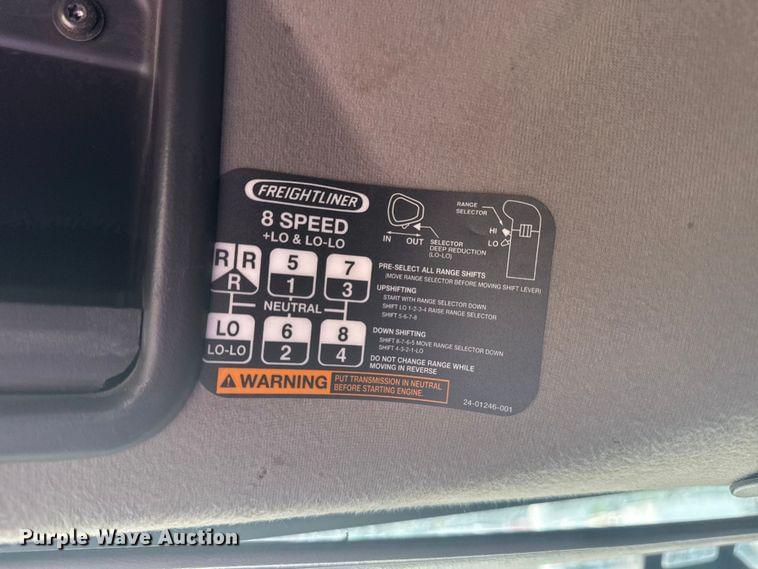 FREIGHTLINER
8 SPEED
+LO & LO-LO
R R
R
5
1
7
3
NEUTRAL
LO
LO-LO
6
2
8
4
IN OUT
SELECTOR
DEEP REDUCTION
(LO-LO)
RANGE
SELECTOR
HI
LO
PRE-SELECT ALL RANGE SHIFTS
(MOVE RANGE SELECTOR BEFORE MOVING SHIFT LEVER)
UPSHIFTING
START WITH RANGE SELECTOR DOWN
SHIFT LO 1-2-3-4 RAISE RANGE SELECTOR
SHIFT 5-6-7-8
DOWN SHIFTING
SHIFT 8-7-6-5 MOVE RANGE SELECTOR DOWN
SHIFT 4-3-2-1-LO
DO NOT CHANGE RANGE WHILE
MOVING IN REVERSE
WARNING
PUT TRANSMISSION IN NEUTRAL
BEFORE STARTING ENGINE.
24-01246-001
Purple Wave Auction